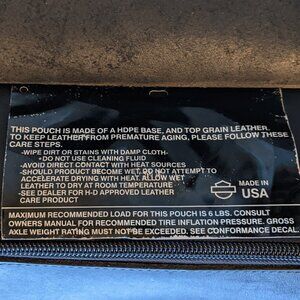 THIS POUCH IS MADE OF A HDPE BASE, AND TOP GRAIN LEATHER.
TO KEEP LEATHER FROM PREMATURE AGING, PLEASE FOLLOW THESE
CARE STEPS.
-WIPE DIRT OR STAINS WITH DAMP CLOTH-
+DO NOT USE CLEANING FLUID
-AVOID DIRECT CONTACT WITH HEAT SOURCES
-SHOULD PRODUCT BECOME WET, DO NOT ATTEMPT TO
ACCELERATE DRYING WITH HEAT. ALLOW WET
LEATHER TO DRY AT ROOM TEMPERATURE
-SEE DEALER FOR H-D APPROVED LEATHER
CARE PRODUCT
MADE IN
USA
MAXIMUM RECOMMENDED LOAD FOR THIS POUCH IS 6 LBS. CONSULT
OWNERS MANUAL FOR RECOMMENDED TIRE INFLATION PRESSURE. GROSS
AXLE WEIGHT RATING MUST NOT BE EXCEEDED. SEE CONFORMANCE DECAL.